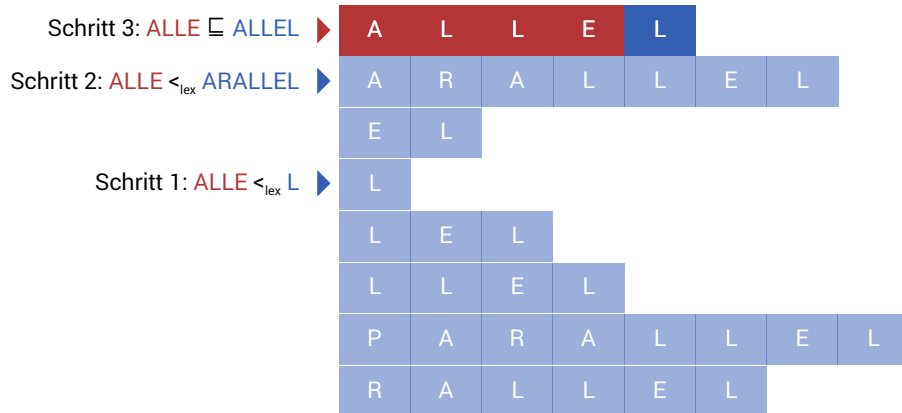 Schritt 3: ALLE ⊑ ALLEL A L L E L
Schritt 2: ALLE <lex ARALLEL A R A L L E L
E L
Schritt 1: ALLE <lex L L
L E L
L L E L
P A R A L L E L
R A L L E L